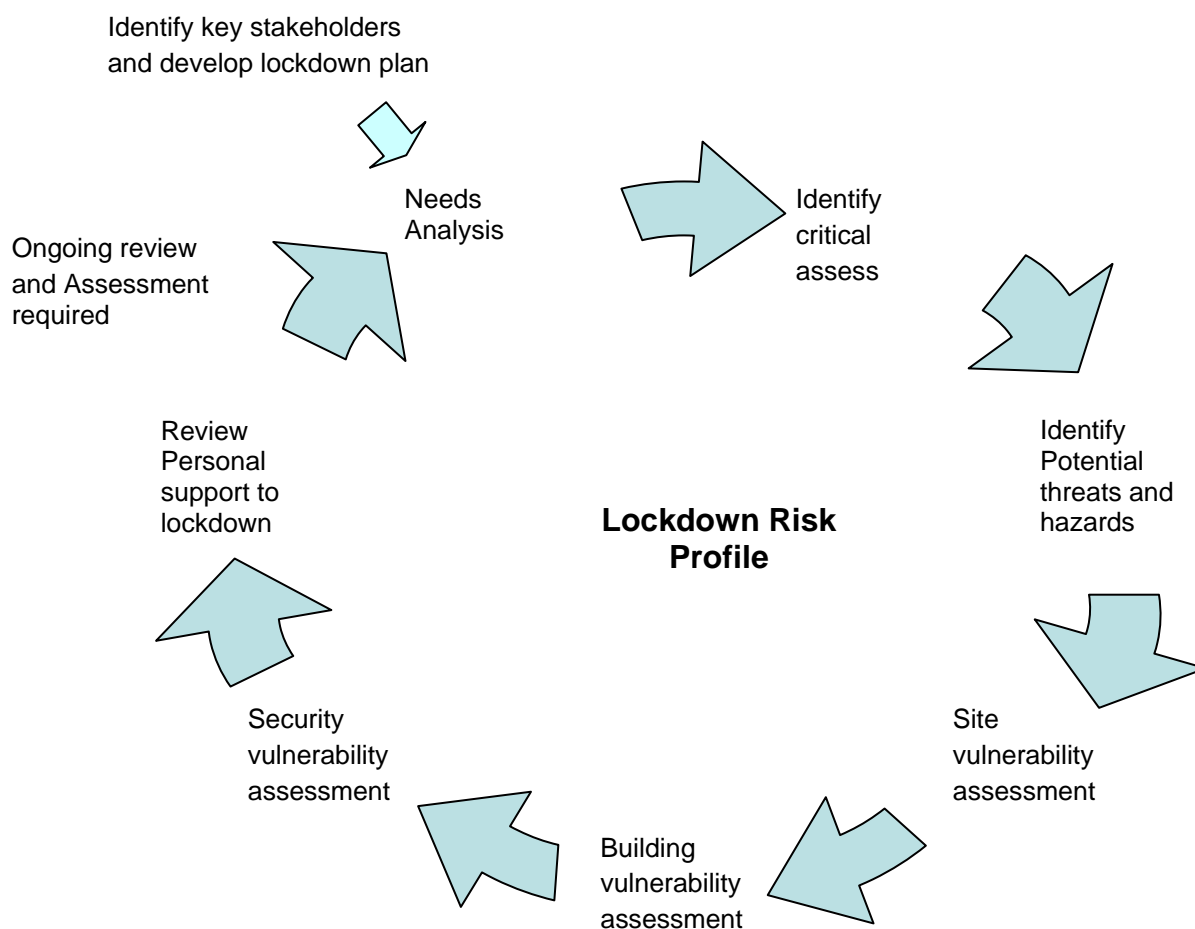 Identify key stakeholders
and develop lockdown plan
Needs
Analysis
Identify
critical
assess
Ongoing review
and Assessment
required
Review
Personal
support to
lockdown
Identify
Potential
threats and
hazards
Lockdown Risk
Profile
Security
vulnerability
assessment
Site
vulnerability
assessment
Building
vulnerability
assessment